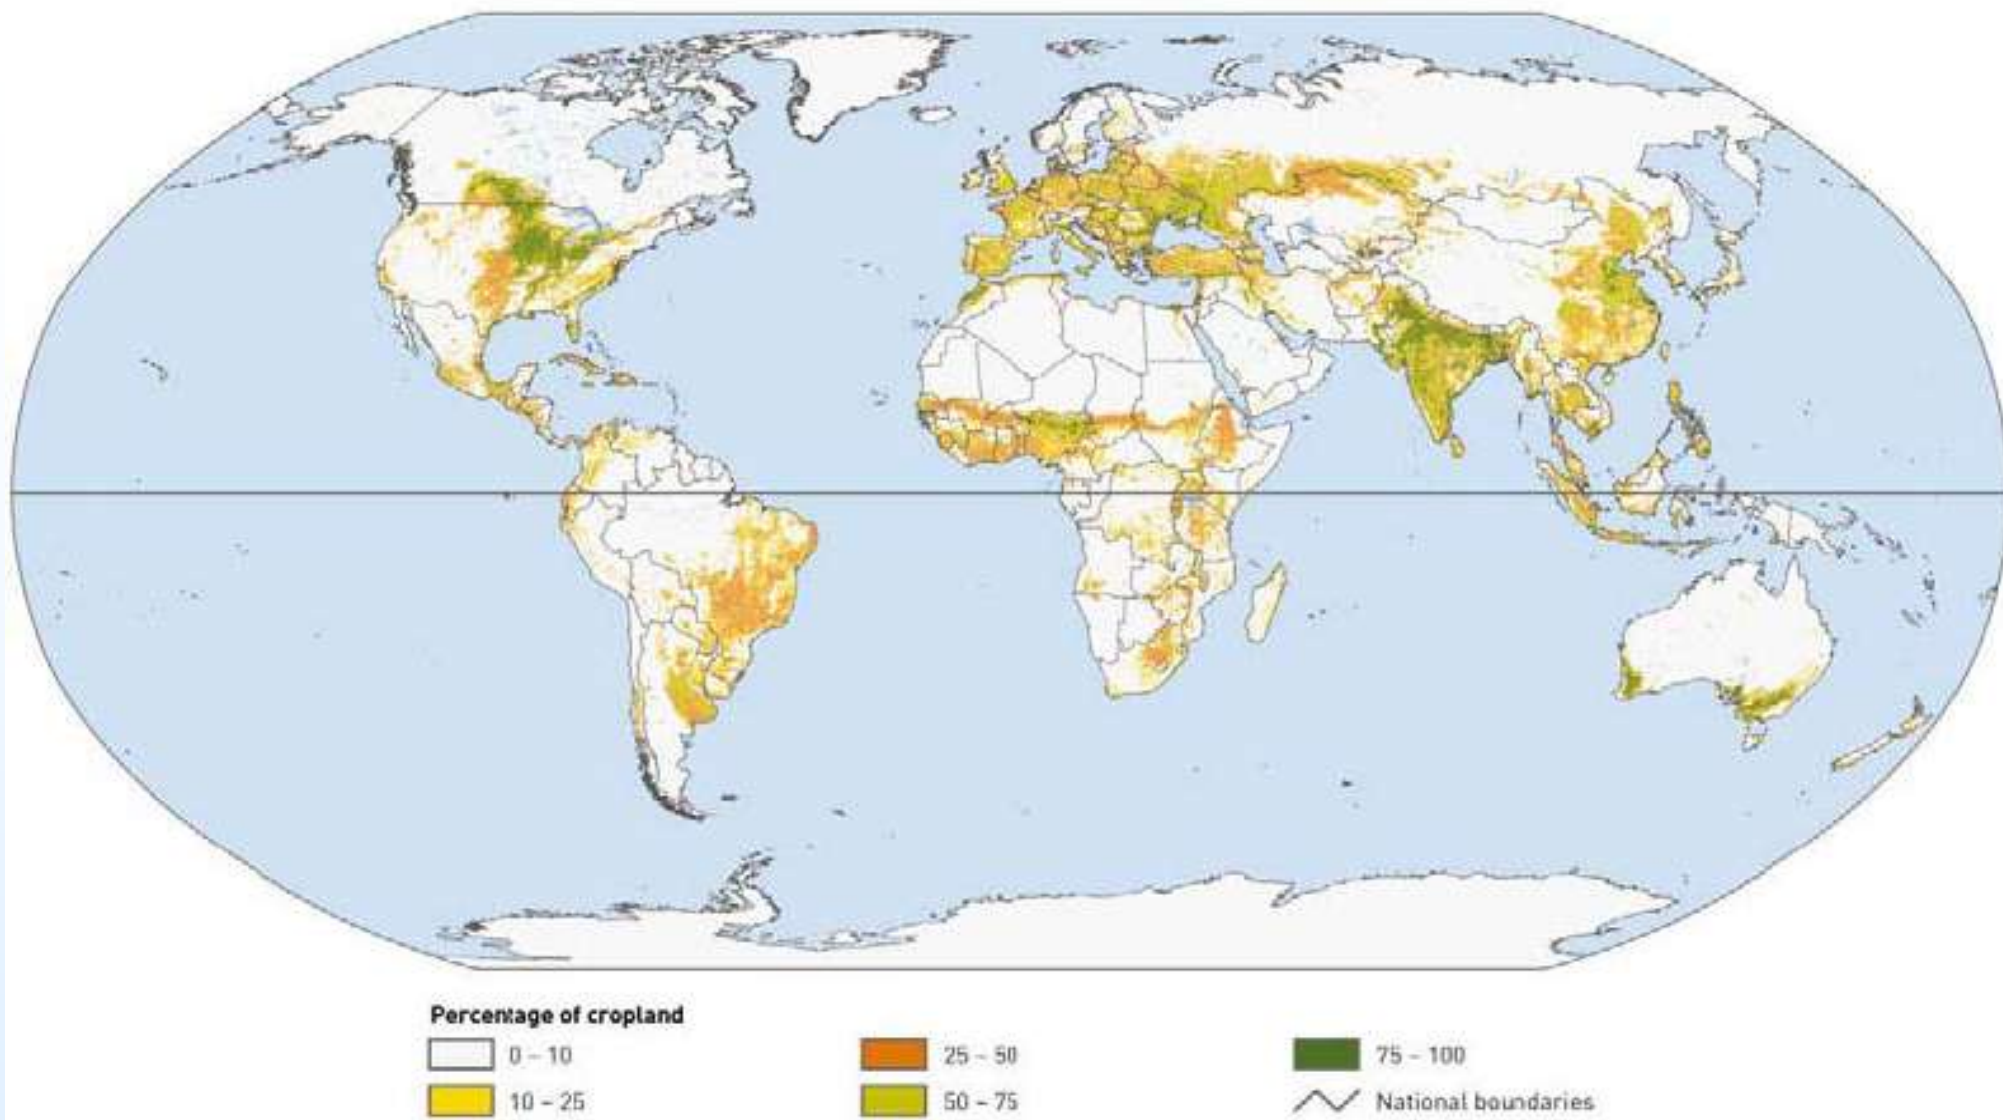 Percentage of cropland
0 – 10
25 – 50
75 – 100
10 – 25
50 – 75
National boundaries